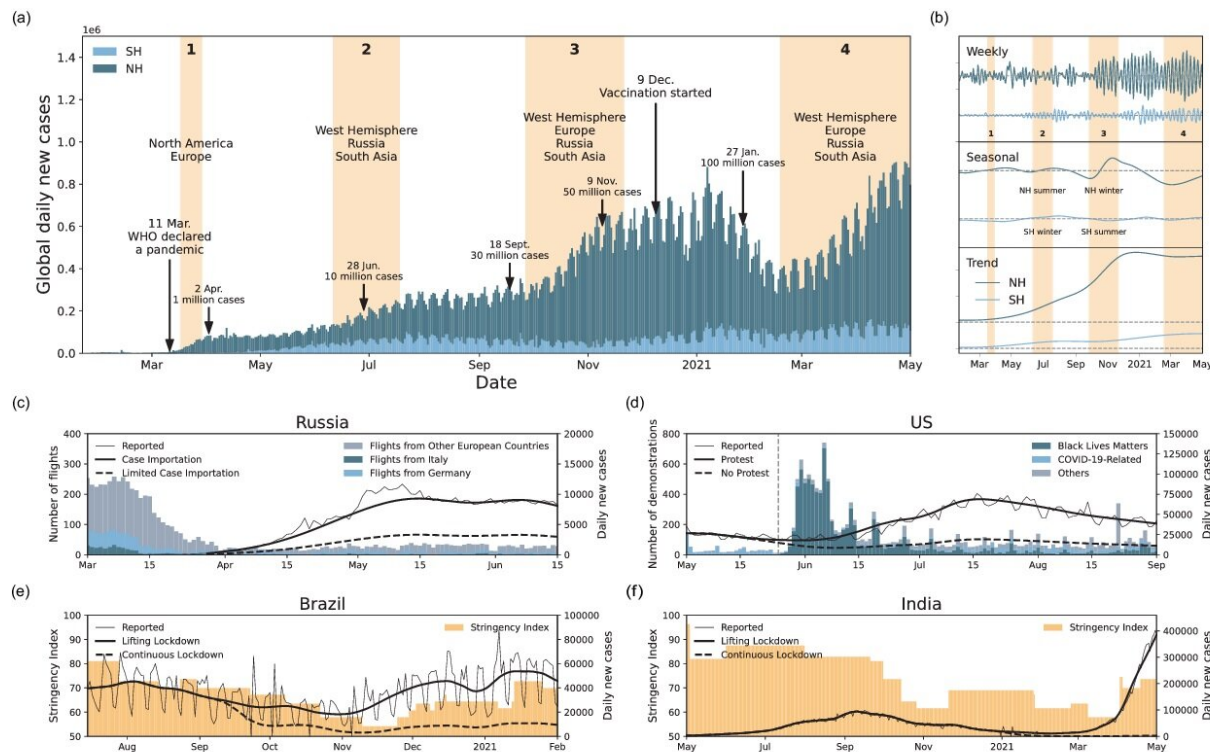 (a)
1e6
1.4
1.2
1.0
0.8
0.6
0.4
0.2
0.0
Global daily new cases
SH
NH
1
2
3
4
North America
Europe
West Hemisphere
Russia
South Asia
West Hemisphere
Europe
Russia
South Asia
West Hemisphere
Europe
Russia
South Asia
11 Mar.
WHO declared
a pandemic
2 Apr.
1 million cases
28 Jun.
10 million cases
18 Sept.
30 million cases
9 Nov.
50 million cases
9 Dec.
Vaccination started
27 Jan.
100 million cases
Mar May Jul Sep Nov 2021 Mar May
Date
(b)
Weekly
1 2 3 4
Seasonal
NH summer NH winter
SH winter SH summer
Trend
NH
SH
Mar May Jul Sep Nov 2021 Mar May
(c)
Russia
Number of flights
400
300
200
100
0
Reported
Case Importation
Limited Case Importation
Flights from Other European Countries
Flights from Italy
Flights from Germany
20000
15000
10000
5000
0
Daily new cases
Mar 15 Apr 15 May 15 Jun 15
(d)
US
Number of demonstrations
800
600
400
200
0
Reported
Protest
No Protest
Black Lives Matters
COVID-19-Related
Others
150000
125000
100000
75000
50000
25000
0
Daily new cases
May 15 Jun 15 Jul 15 Aug 15 Sep
(e)
Brazil
Stringency Index
100
90
80
70
60
50
Reported
Lifting Lockdown
Continuous Lockdown
Stringency Index
100000
80000
60000
40000
20000
0
Daily new cases
Aug Sep Oct Nov Dec 2021 Feb
(f)
India
Stringency Index
100
90
80
70
60
50
Reported
Lifting Lockdown
Continuous Lockdown
Stringency Index
400000
300000
200000
100000
0
Daily new cases
May Jul Sep Nov 2021 Mar May